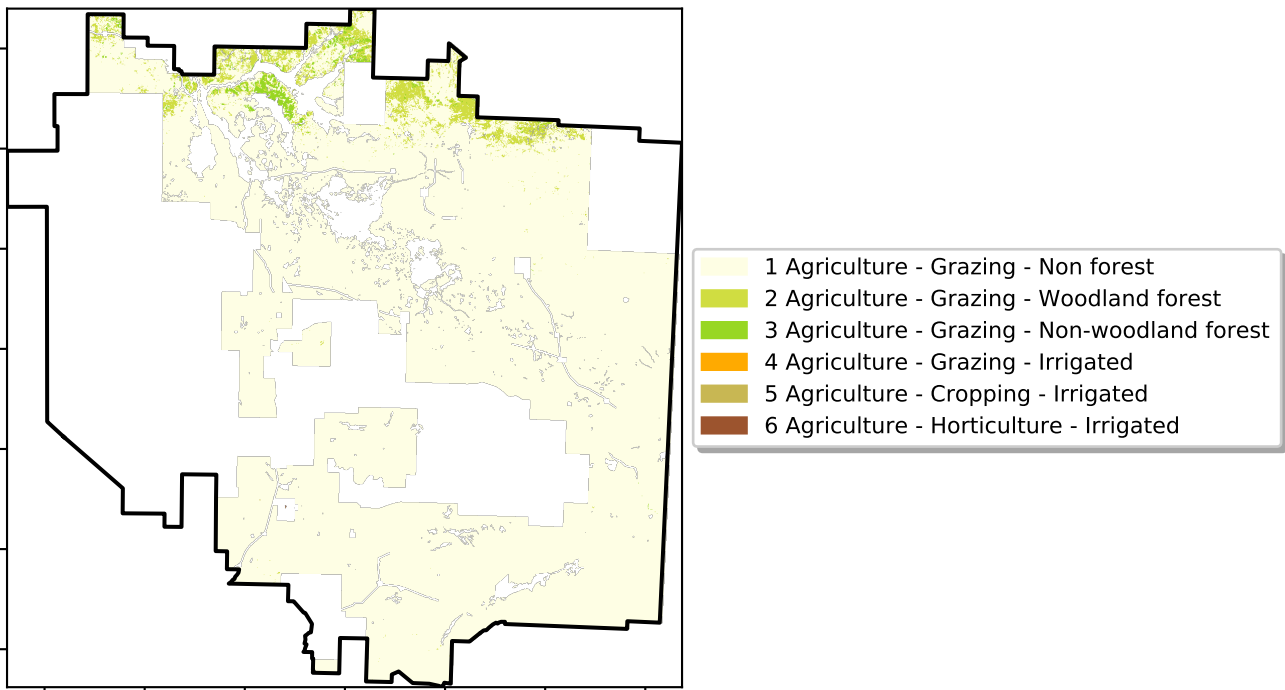 1 Agriculture - Grazing - Non forest
2 Agriculture - Grazing - Woodland forest
3 Agriculture - Grazing - Non-woodland forest
4 Agriculture - Grazing - Irrigated
5 Agriculture - Cropping - Irrigated
6 Agriculture - Horticulture - Irrigated